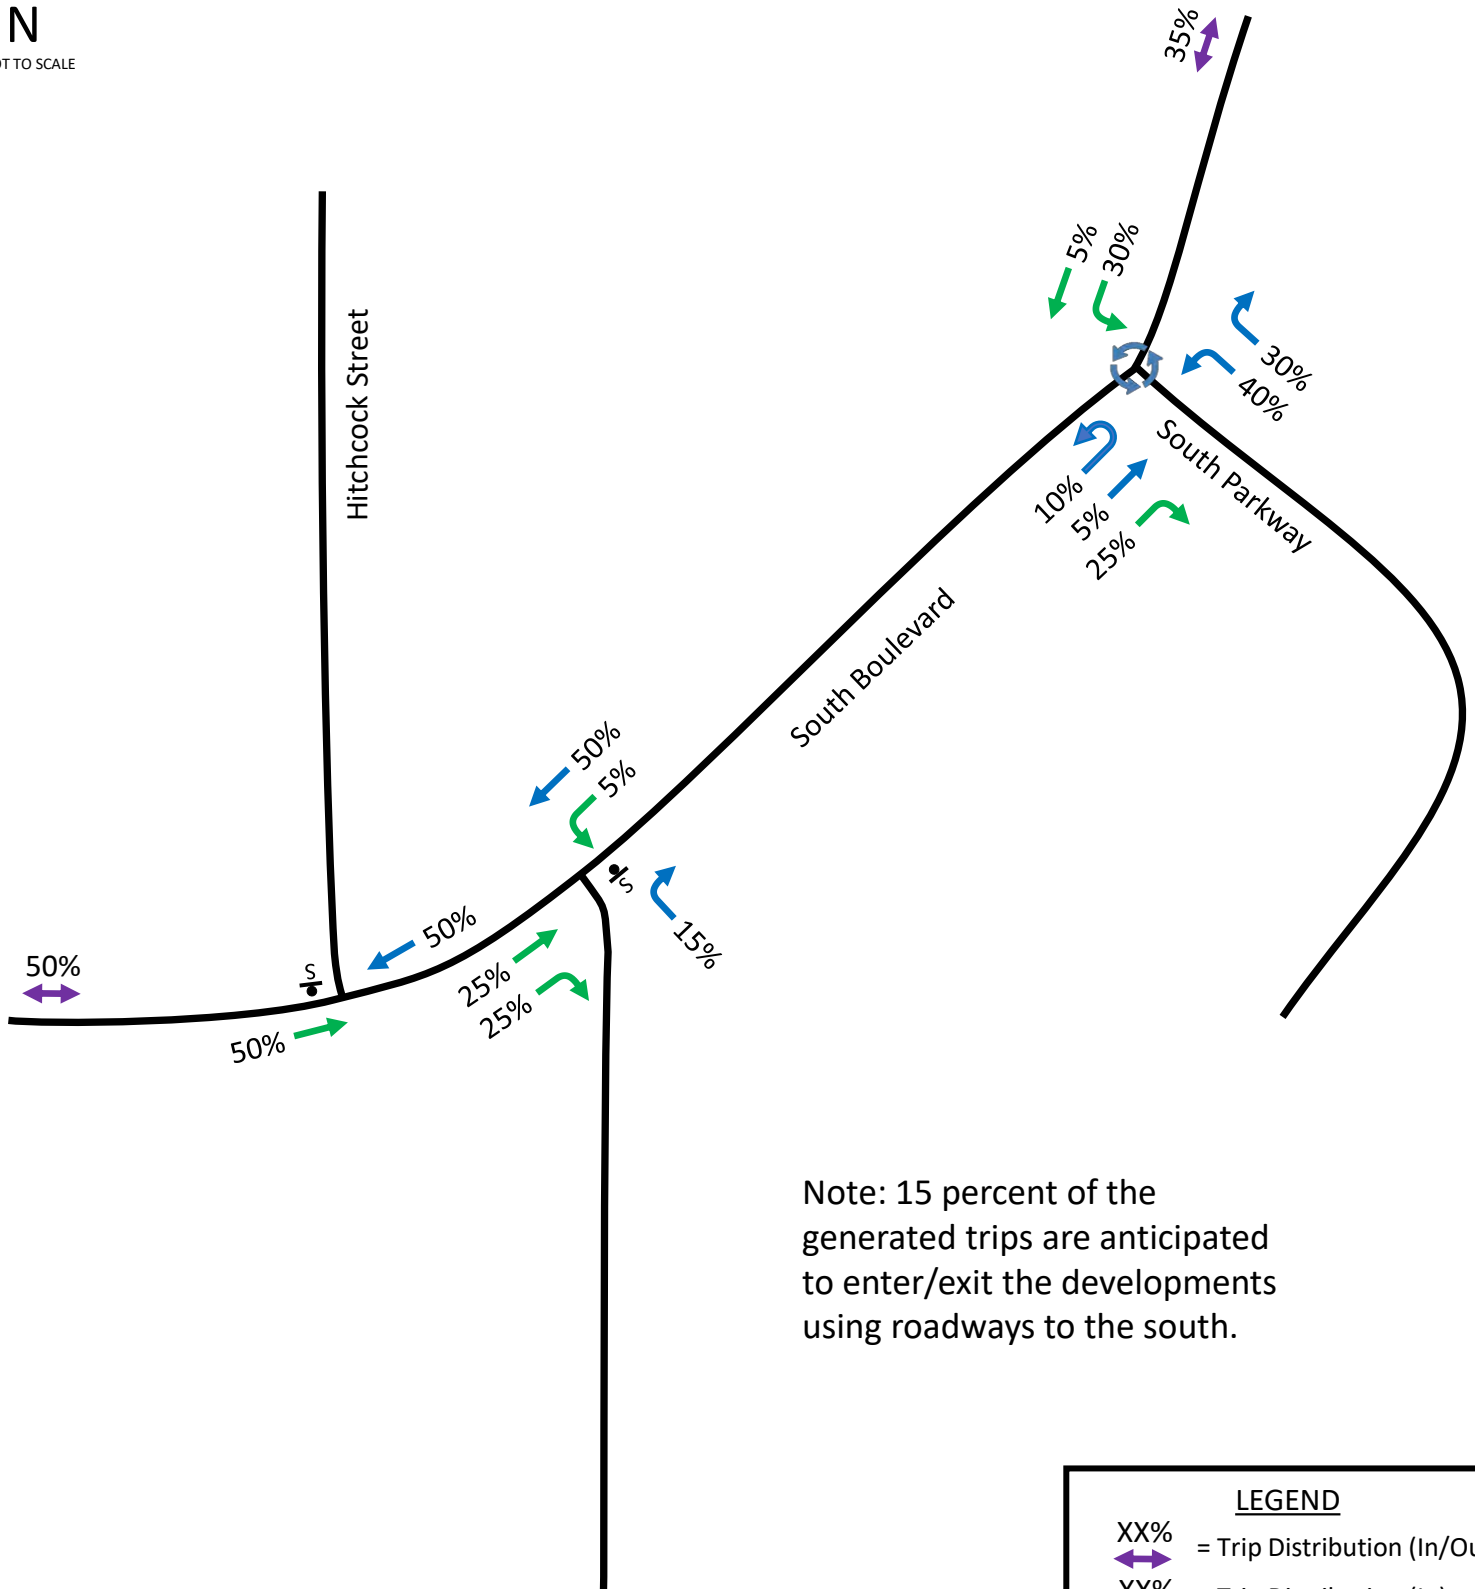 N
OT TO SCALE
35%
5%
30%
30%
40%
Hitchcock Street
South Parkway
10%
5%
25%
South Boulevard
50%
5%
S
15%
50%
25%
25%
50%
S
50%
Note: 15 percent of the
generated trips are anticipated
to enter/exit the developments
using roadways to the south.
LEGEND
XX%
= Trip Distribution (In/Ou
XX%